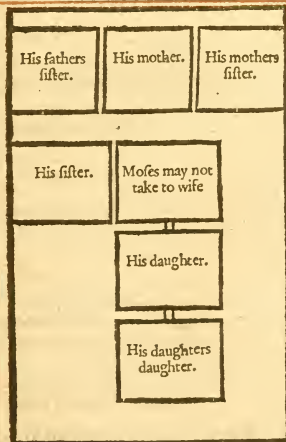 His fathers
ſiſter.
His mother.
His mothers
ſiſter.
His ſiſter.
Moſes may not
take to wife
His daughter.
His daughters
daughter.